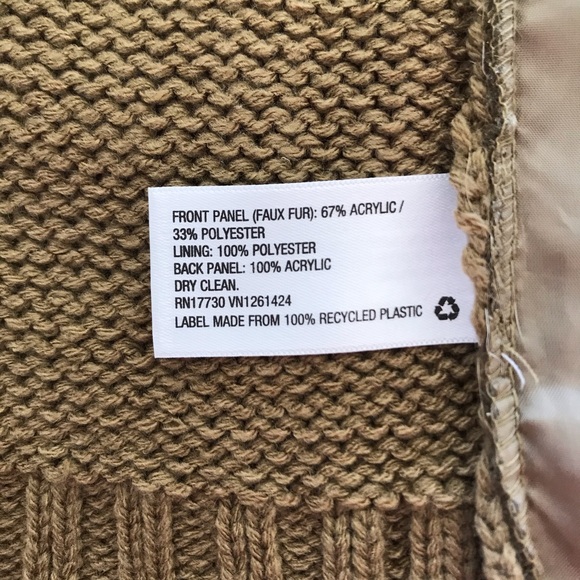 FRONT PANEL (FAUX FUR): 67% ACRYLIC /
33% POLYESTER
LINING: 100% POLYESTER
BACK PANEL: 100% ACRYLIC
DRY CLEAN.
RN17730 VN1261424
LABEL MADE FROM 100% RECYCLED PLASTIC